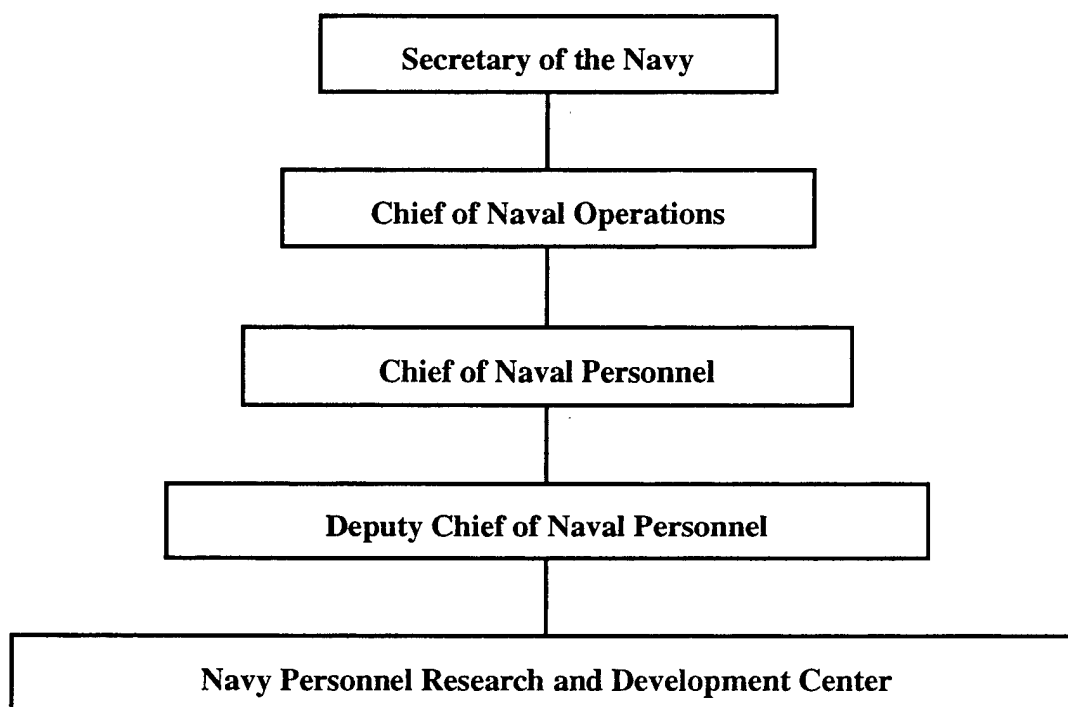 Secretary of the Navy
Chief of Naval Operations
Chief of Naval Personnel
Deputy Chief of Naval Personnel
Navy Personnel Research and Development Center